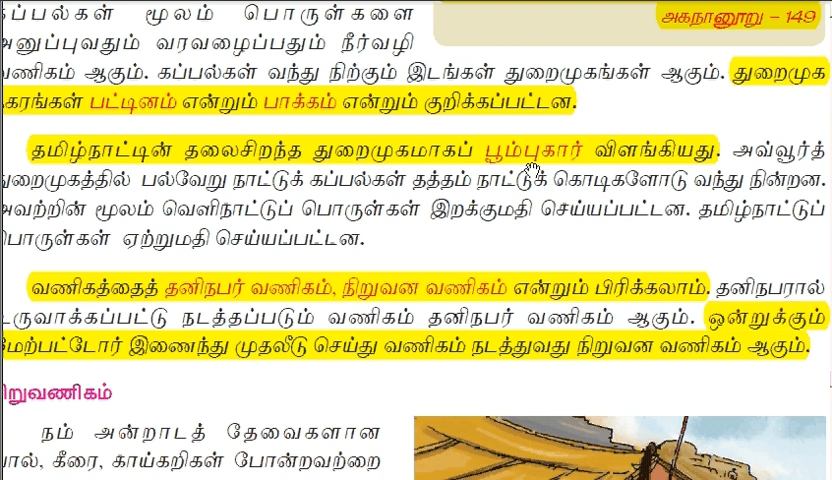 கப்பல்கள் மூலம் பொருள்களை
அனுப்புவதும் வரவழைப்பதும் நீர்வழி
வணிகம் ஆகும். கப்பல்கள் வந்து நிற்கும் இடங்கள் துறைமுகங்கள் ஆகும். துறைமுக
நகரங்கள் பட்டினம் என்றும் பாக்கம் என்றும் குறிக்கப்பட்டன.
அகநானூறு – 149
தமிழ்நாட்டின் தலைசிறந்த துறைமுகமாகப் பூம்புகார் விளங்கியது. அவ்வூர்த்
துறைமுகத்தில் பல்வேறு நாட்டுக் கப்பல்கள் தத்தம் நாட்டுக் கொடிகளோடு வந்து நின்றன.
அவற்றின் மூலம் வெளிநாட்டுப் பொருள்கள் இறக்குமதி செய்யப்பட்டன. தமிழ்நாட்டுப்
பொருள்கள் ஏற்றுமதி செய்யப்பட்டன.
வணிகத்தைத் தனிநபர் வணிகம், நிறுவன வணிகம் என்றும் பிரிக்கலாம். தனிநபரால்
உருவாக்கப்பட்டு நடத்தப்படும் வணிகம் தனிநபர் வணிகம் ஆகும். ஒன்றுக்கும்
மேற்பட்டோர் இணைந்து முதலீடு செய்து வணிகம் நடத்துவது நிறுவன வணிகம் ஆகும்.
சிறுவணிகம்
நம் அன்றாடத் தேவைகளான
பால், கீரை, காய்கறிகள் போன்றவற்றை